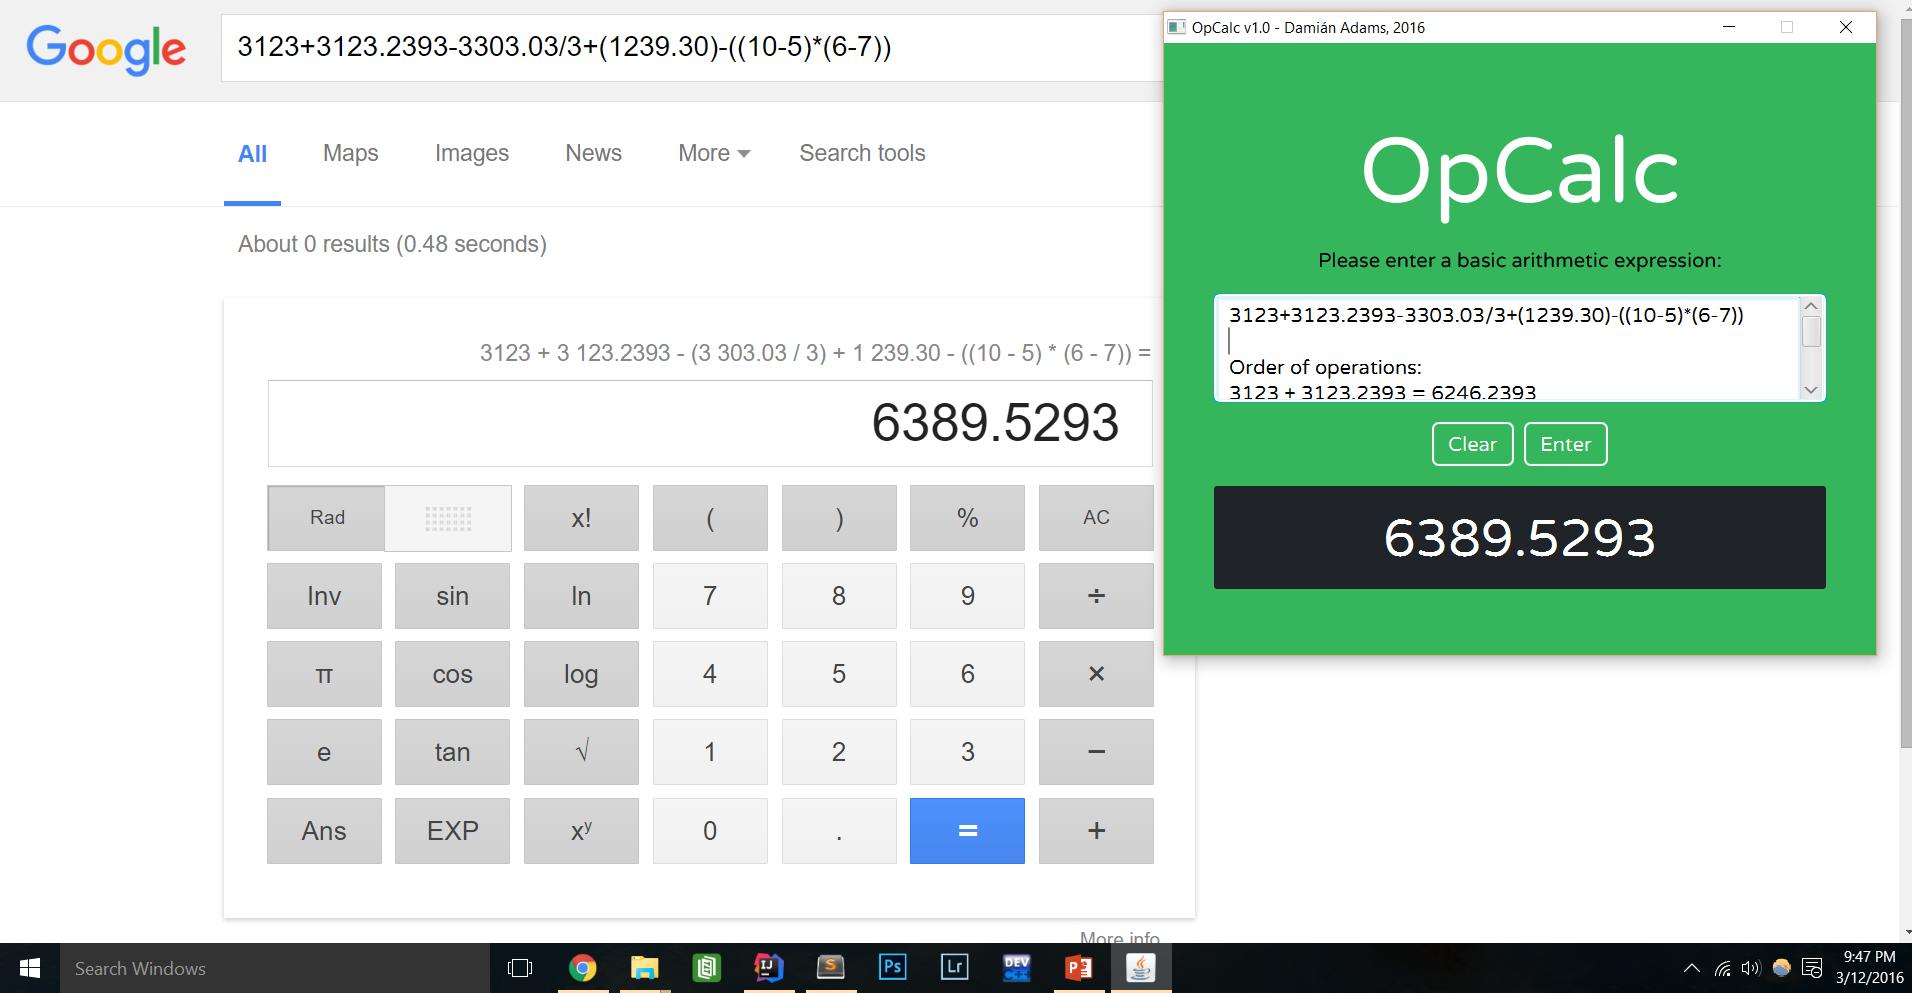 Google
3123+3123.2393-3303.03/3+(1239.30)-((10-5)*(6-7))
All Maps Images News More Search tools
About 0 results (0.48 seconds)
3123 + 3 123.2393 - (3 303.03 / 3) + 1 239.30 - ((10 - 5) * (6 - 7)) =
6389.5293
Rad x! ( ) % AC
Inv sin ln 7 8 9 ÷
π cos log 4 5 6 ×
e tan √ 1 2 3 −
Ans EXP xʸ 0 . = +
More info
OpCalc v1.0 - Damián Adams, 2016
OpCalc
Please enter a basic arithmetic expression:
3123+3123.2393-3303.03/3+(1239.30)-((10-5)*(6-7))
Order of operations:
3123 + 3123.2393 = 6246.2393
Clear Enter
6389.5293
Search Windows
IJ
S
Ps
Lr
DEV
C++
P
9:47 PM
3/12/2016